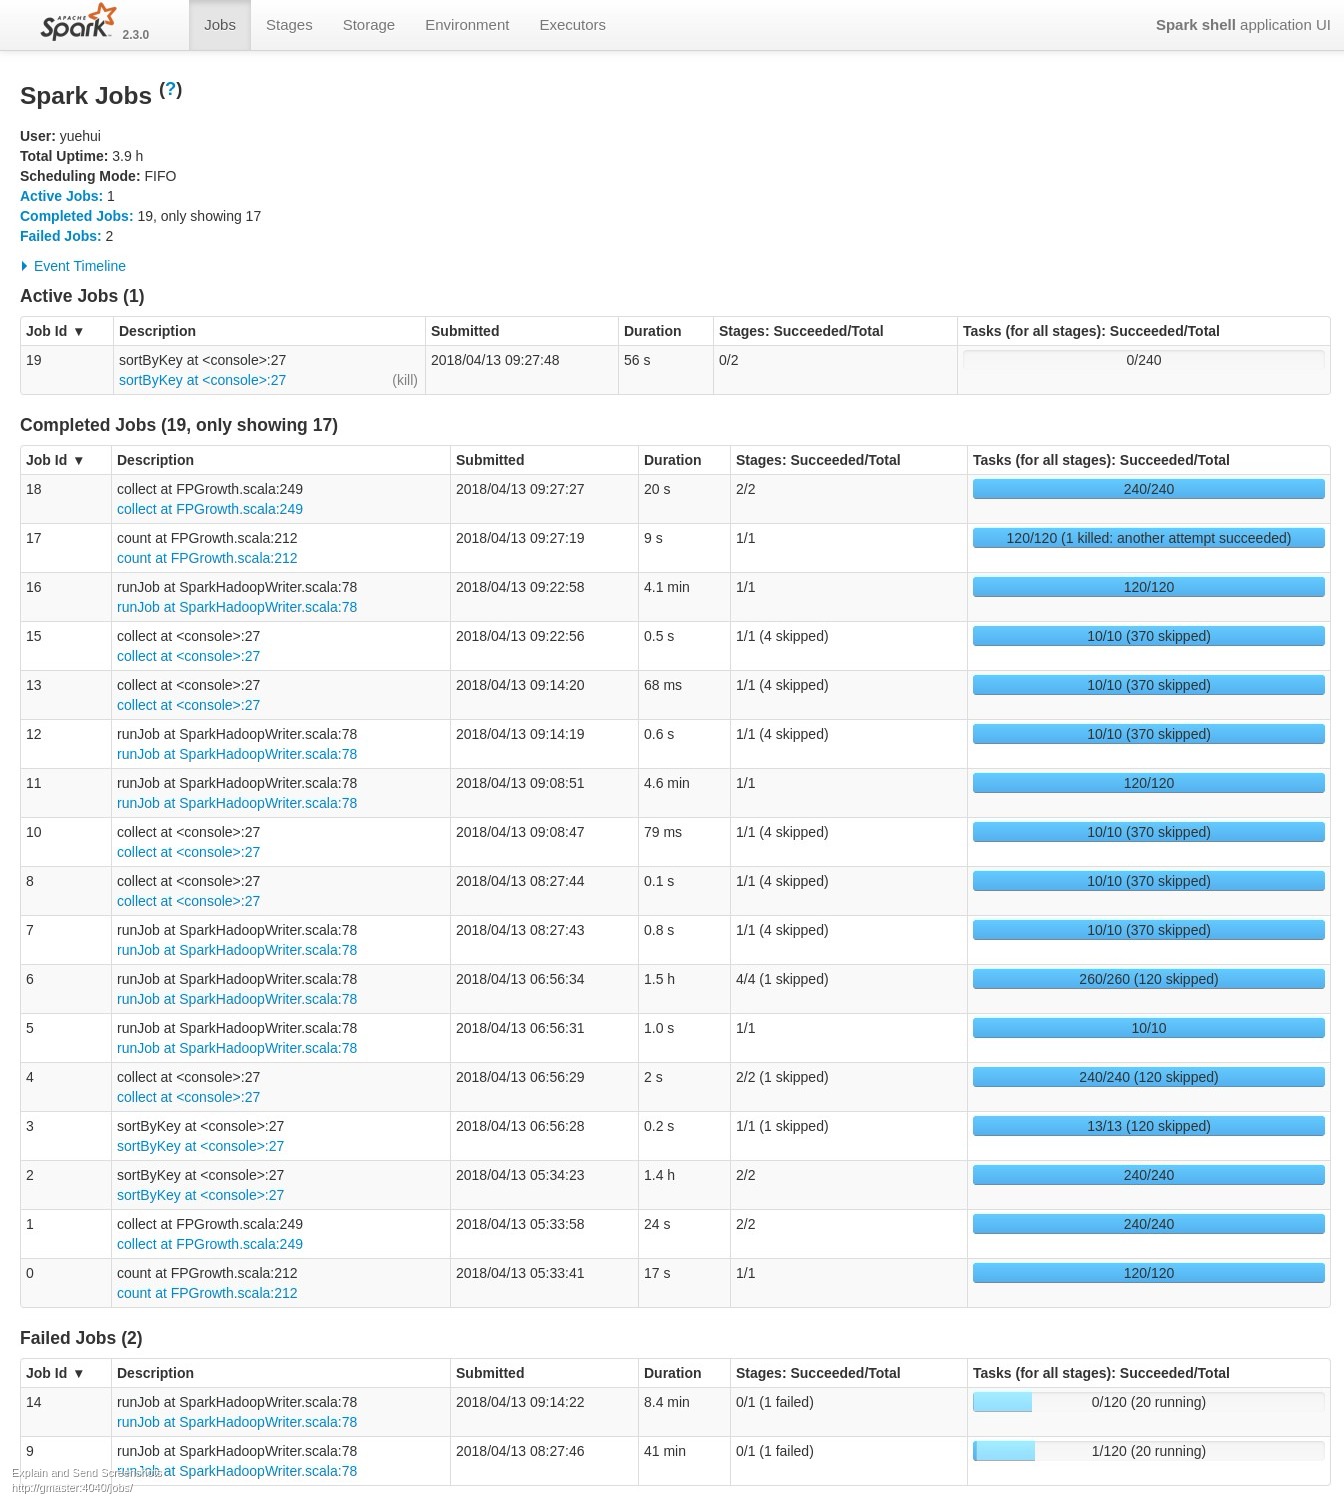 APACHE
Spark 2.3.0 Jobs Stages Storage Environment Executors Spark shell application UI
Spark Jobs (?)
User: yuehui
Total Uptime: 3.9 h
Scheduling Mode: FIFO
Active Jobs: 1
Completed Jobs: 19, only showing 17
Failed Jobs: 2
Event Timeline
Active Jobs (1)
Job Id ▼ Description Submitted Duration Stages: Succeeded/Total Tasks (for all stages): Succeeded/Total
19 sortByKey at <console>:27 2018/04/13 09:27:48 56 s 0/2 0/240
sortByKey at <console>:27 (kill)
Completed Jobs (19, only showing 17)
Job Id ▼ Description Submitted Duration Stages: Succeeded/Total Tasks (for all stages): Succeeded/Total
18 collect at FPGrowth.scala:249 2018/04/13 09:27:27 20 s 2/2 240/240
collect at FPGrowth.scala:249
17 count at FPGrowth.scala:212 2018/04/13 09:27:19 9 s 1/1 120/120 (1 killed: another attempt succeeded)
count at FPGrowth.scala:212
16 runJob at SparkHadoopWriter.scala:78 2018/04/13 09:22:58 4.1 min 1/1 120/120
runJob at SparkHadoopWriter.scala:78
15 collect at <console>:27 2018/04/13 09:22:56 0.5 s 1/1 (4 skipped) 10/10 (370 skipped)
collect at <console>:27
13 collect at <console>:27 2018/04/13 09:14:20 68 ms 1/1 (4 skipped) 10/10 (370 skipped)
collect at <console>:27
12 runJob at SparkHadoopWriter.scala:78 2018/04/13 09:14:19 0.6 s 1/1 (4 skipped) 10/10 (370 skipped)
runJob at SparkHadoopWriter.scala:78
11 runJob at SparkHadoopWriter.scala:78 2018/04/13 09:08:51 4.6 min 1/1 120/120
runJob at SparkHadoopWriter.scala:78
10 collect at <console>:27 2018/04/13 09:08:47 79 ms 1/1 (4 skipped) 10/10 (370 skipped)
collect at <console>:27
8 collect at <console>:27 2018/04/13 08:27:44 0.1 s 1/1 (4 skipped) 10/10 (370 skipped)
collect at <console>:27
7 runJob at SparkHadoopWriter.scala:78 2018/04/13 08:27:43 0.8 s 1/1 (4 skipped) 10/10 (370 skipped)
runJob at SparkHadoopWriter.scala:78
6 runJob at SparkHadoopWriter.scala:78 2018/04/13 06:56:34 1.5 h 4/4 (1 skipped) 260/260 (120 skipped)
runJob at SparkHadoopWriter.scala:78
5 runJob at SparkHadoopWriter.scala:78 2018/04/13 06:56:31 1.0 s 1/1 10/10
runJob at SparkHadoopWriter.scala:78
4 collect at <console>:27 2018/04/13 06:56:29 2 s 2/2 (1 skipped) 240/240 (120 skipped)
collect at <console>:27
3 sortByKey at <console>:27 2018/04/13 06:56:28 0.2 s 1/1 (1 skipped) 13/13 (120 skipped)
sortByKey at <console>:27
2 sortByKey at <console>:27 2018/04/13 05:34:23 1.4 h 2/2 240/240
sortByKey at <console>:27
1 collect at FPGrowth.scala:249 2018/04/13 05:33:58 24 s 2/2 240/240
collect at FPGrowth.scala:249
0 count at FPGrowth.scala:212 2018/04/13 05:33:41 17 s 1/1 120/120
count at FPGrowth.scala:212
Failed Jobs (2)
Job Id ▼ Description Submitted Duration Stages: Succeeded/Total Tasks (for all stages): Succeeded/Total
14 runJob at SparkHadoopWriter.scala:78 2018/04/13 09:14:22 8.4 min 0/1 (1 failed) 0/120 (20 running)
runJob at SparkHadoopWriter.scala:78
9 runJob at SparkHadoopWriter.scala:78 2018/04/13 08:27:46 41 min 0/1 (1 failed) 1/120 (20 running)
runJob at SparkHadoopWriter.scala:78
Explain and Send Screenshots
http://gmaster:4040/jobs/